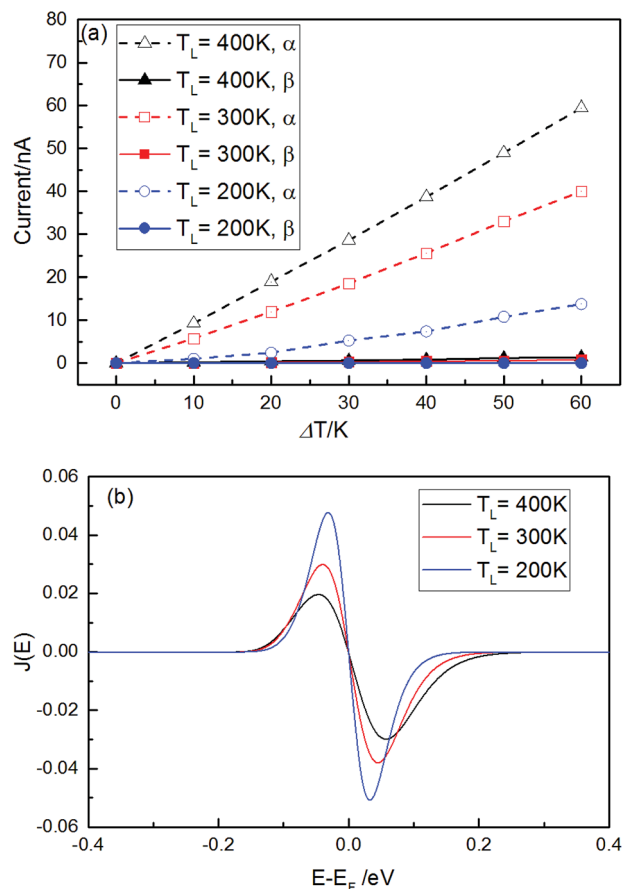 (a)
T_L= 400K, α
T_L= 400K, β
T_L= 300K, α
T_L= 300K, β
T_L= 200K, α
T_L= 200K, β
Current/nA
80
70
60
50
40
30
20
10
0
0 10 20 30 40 50 60
ΔT/K
(b)
T_L= 400K
T_L= 300K
T_L= 200K
J(E)
0.06
0.04
0.02
0.00
-0.02
-0.04
-0.06
-0.4 -0.2 0.0 0.2 0.4
E-E_F /eV